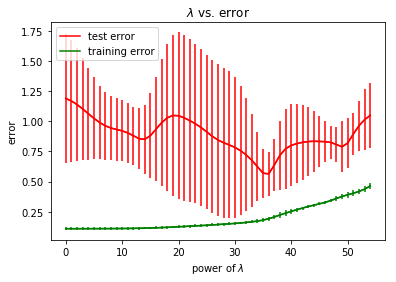 λ vs. error
test error
training error
error
1.75
1.50
1.25
1.00
0.75
0.50
0.25
0 10 20 30 40 50
power of λ